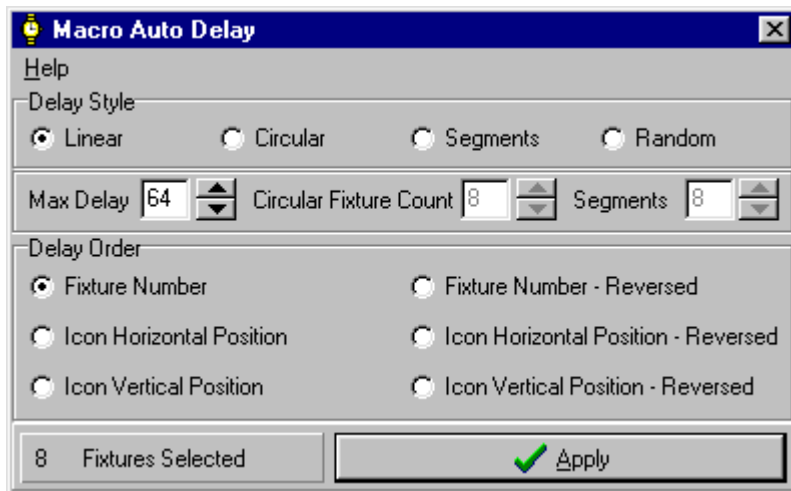 Macro Auto Delay
Help
Delay Style
Linear Circular Segments Random
Max Delay 64 Circular Fixture Count 8 Segments 8
Delay Order
Fixture Number Fixture Number - Reversed
Icon Horizontal Position Icon Horizontal Position - Reversed
Icon Vertical Position Icon Vertical Position - Reversed
8 Fixtures Selected Apply